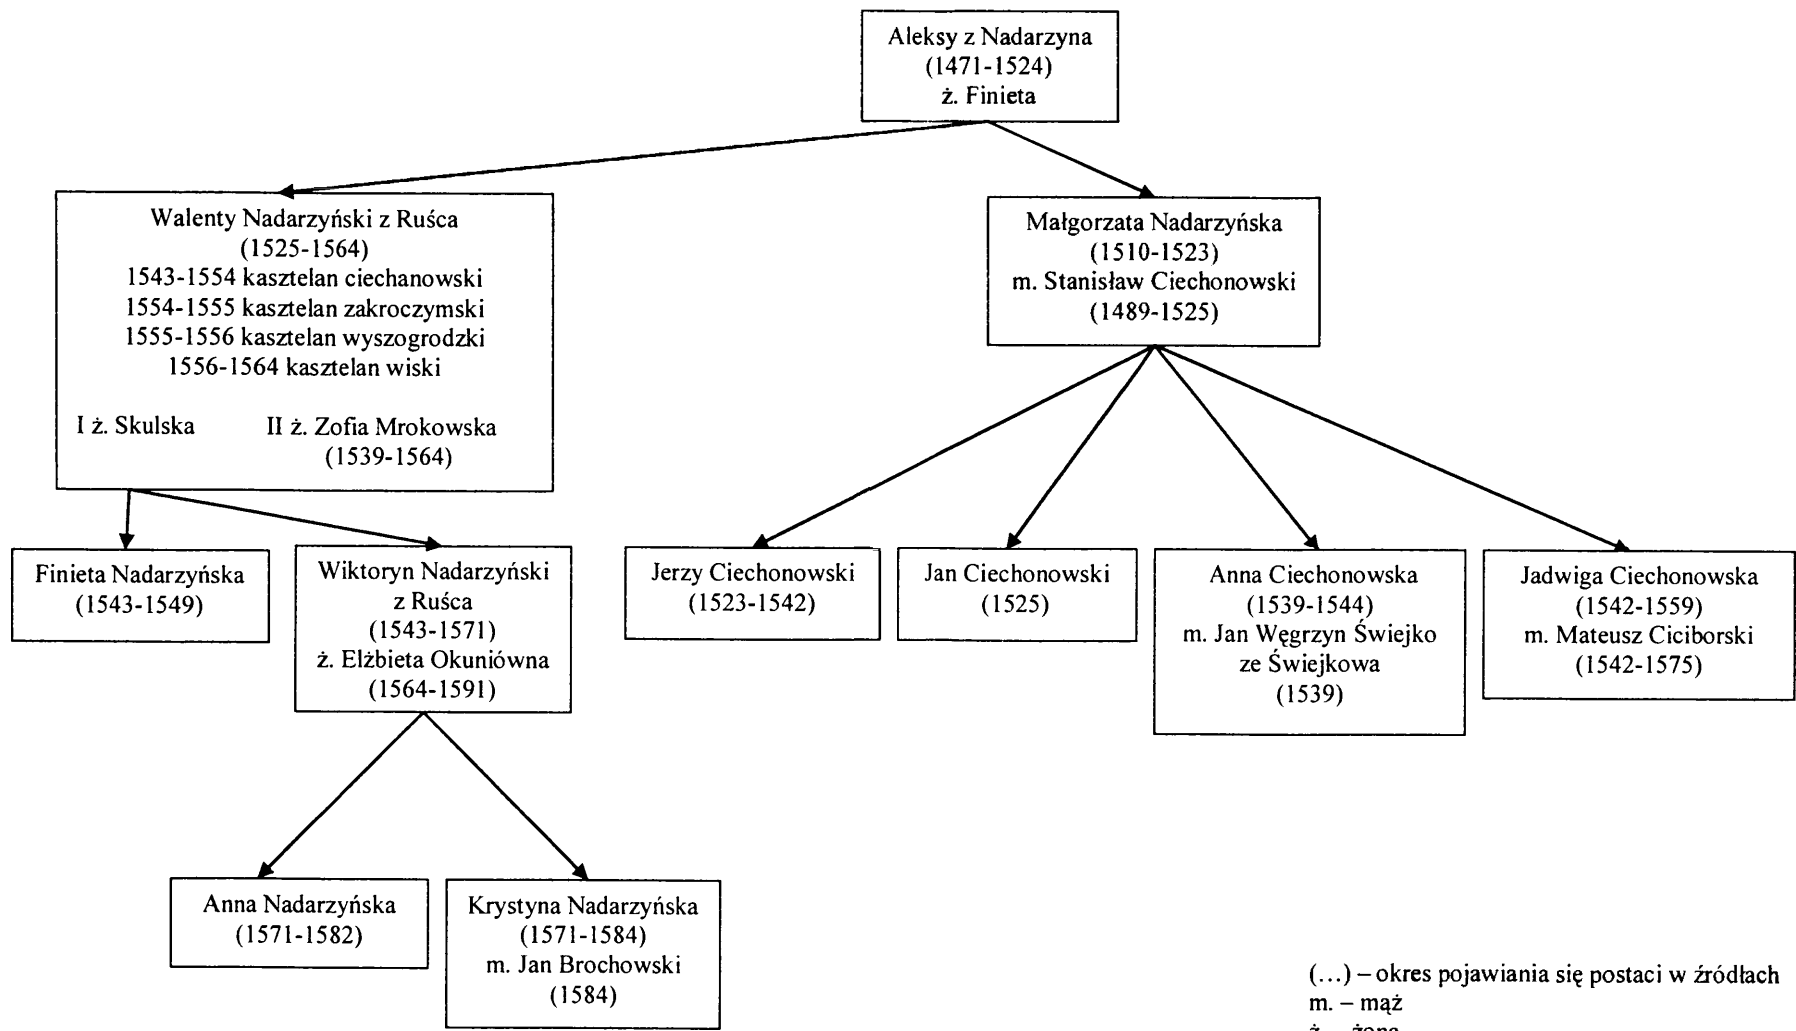 Aleksy z Nadarzyna
(1471-1524)
ż. Finieta
Walenty Nadarzyński z Ruśca
(1525-1564)
1543-1554 kasztelan ciechanowski
1554-1555 kasztelan zakroczymski
1555-1556 kasztelan wyszogrodzki
1556-1564 kasztelan wiski
I ż. Skulska II ż. Zofia Mrokowska
(1539-1564)
Małgorzata Nadarzyńska
(1510-1523)
m. Stanisław Ciechonowski
(1489-1525)
Finieta Nadarzyńska
(1543-1549)
Wiktoryn Nadarzyński
z Ruśca
(1543-1571)
ż. Elżbieta Okuniówna
(1564-1591)
Jerzy Ciechonowski
(1523-1542)
Jan Ciechonowski
(1525)
Anna Ciechonowska
(1539-1544)
m. Jan Węgrzyn Świejko
ze Świejkowa
(1539)
Jadwiga Ciechonowska
(1542-1559)
m. Mateusz Ciciborski
(1542-1575)
Anna Nadarzyńska
(1571-1582)
Krystyna Nadarzyńska
(1571-1584)
m. Jan Brochowski
(1584)
(...) – okres pojawiania się postaci w źródłach
m. – mąż
ż. – żona